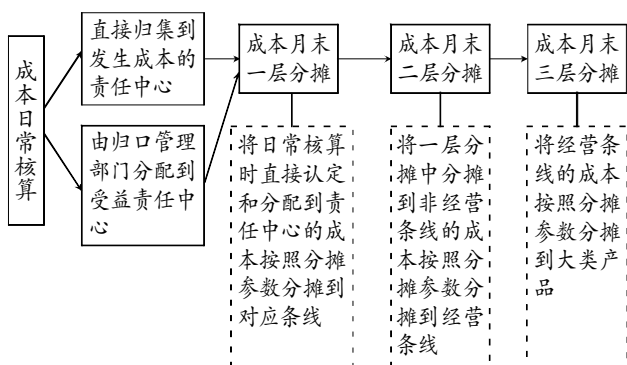 成本日常核算
直接归集到
发生成本的
责任中心
由归口管理
部门分配到
受益责任中
心
成本月末
一层分摊
成本月末
二层分摊
成本月末
三层分摊
将日常核算
时直接认定
和分配到责
任中心的成
本按照分摊
参数分摊到
对应条线
将一层分
摊中分摊
到非经营
条线的成
本按照分
摊参数分
摊到经营
条线
将经营条
线的成本
按照分摊
参数分摊
到大类产
品